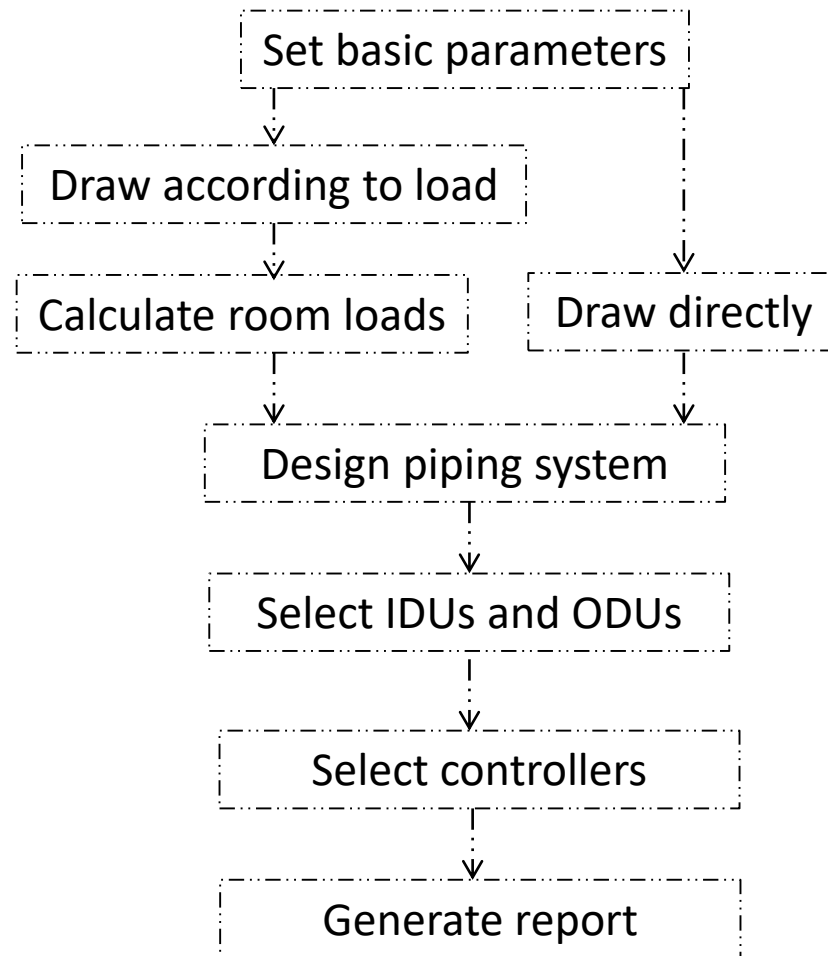 Set basic parameters
Draw according to load
Calculate room loads
Draw directly
Design piping system
Select IDUs and ODUs
Select controllers
Generate report